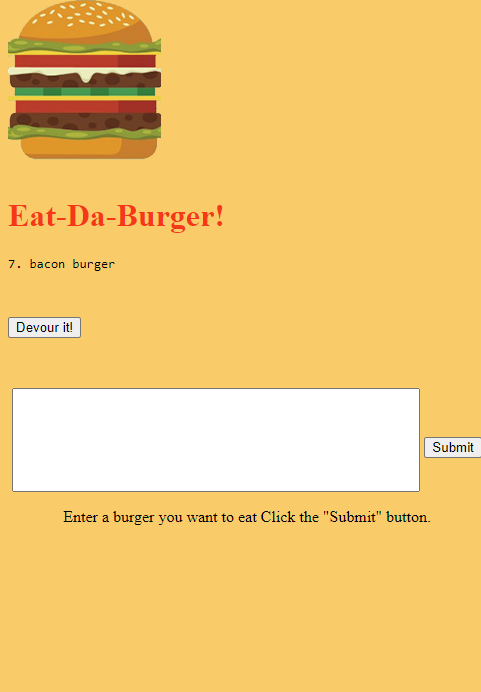 Eat-Da-Burger!
7. bacon burger
Devour it!
Submit
Enter a burger you want to eat Click the "Submit" button.